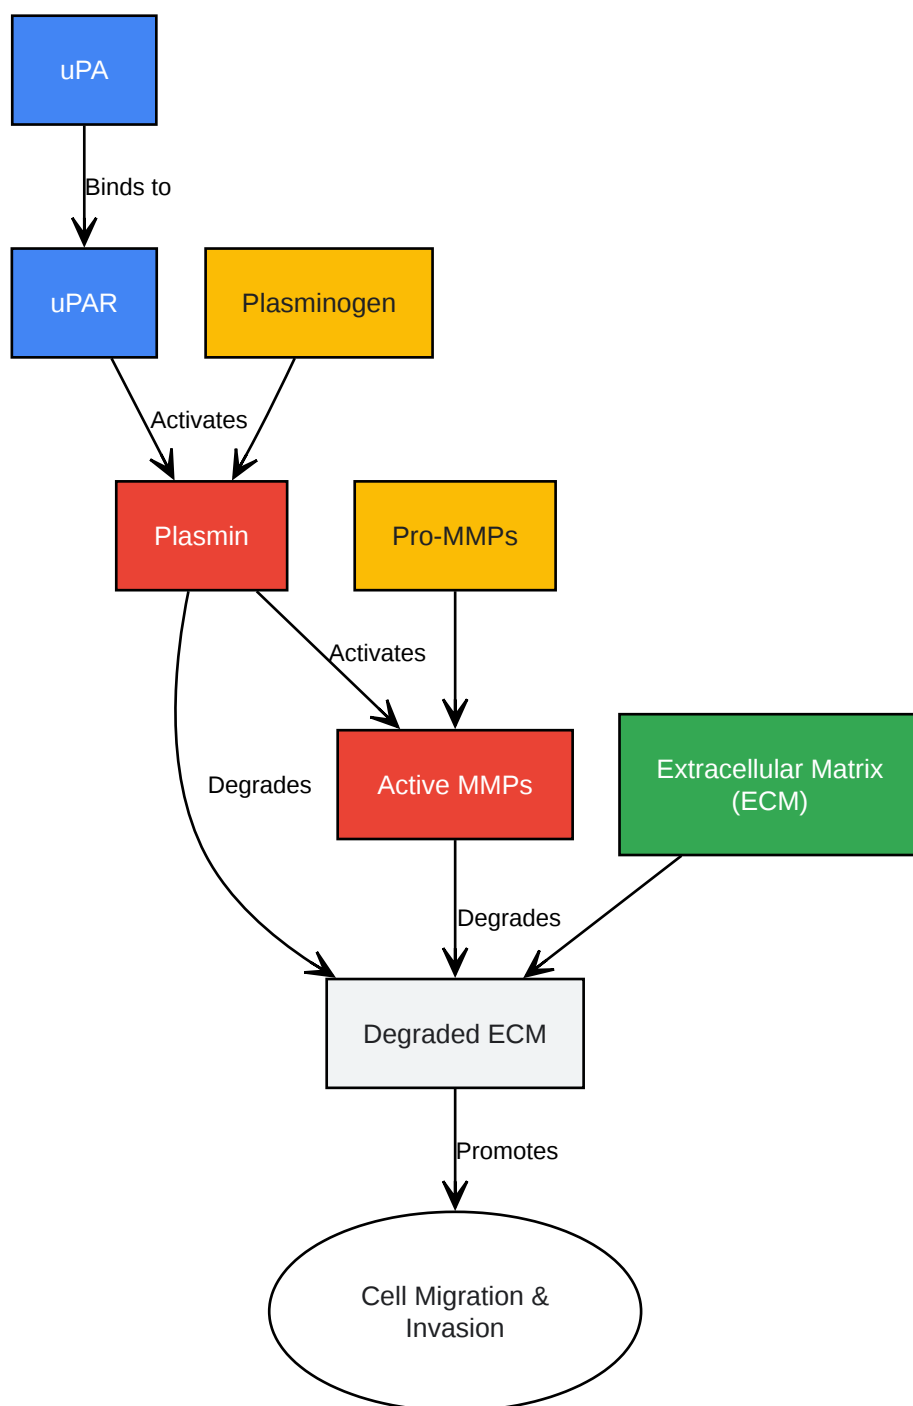 uPA
Binds to
uPAR
Plasminogen
Activates
Plasmin
Pro-MMPs
Activates
Degrades
Active MMPs
Extracellular Matrix
(ECM)
Degrades
Degraded ECM
Promotes
Cell Migration &
Invasion